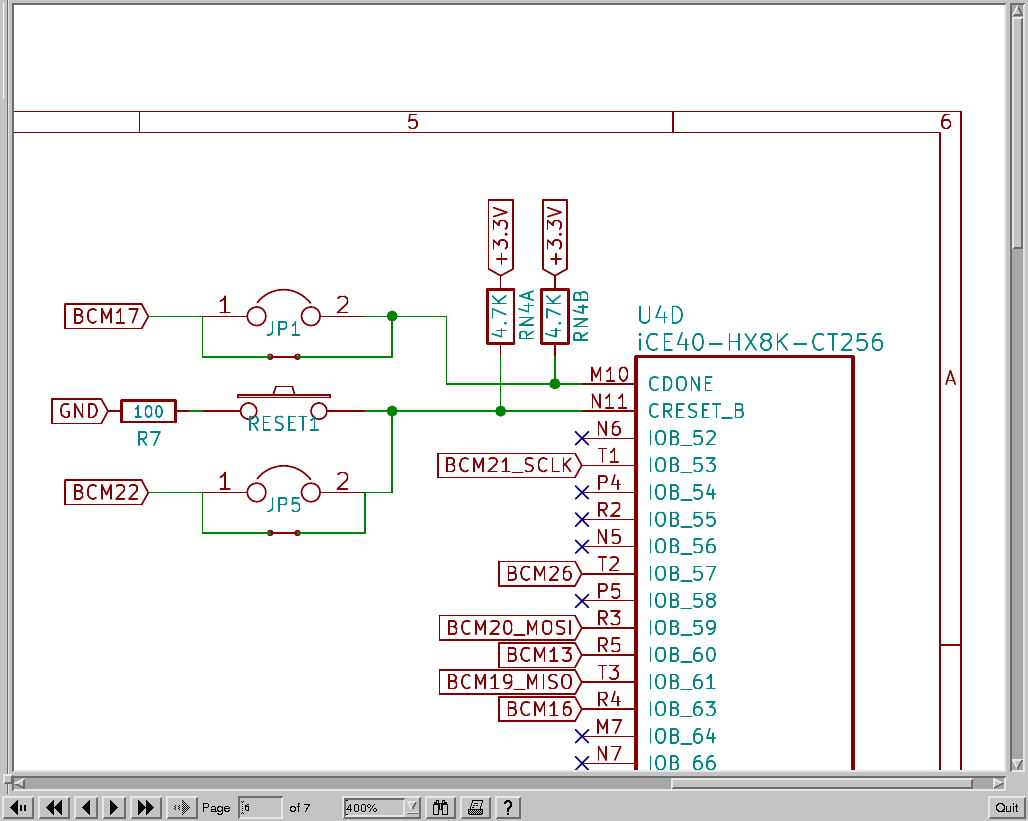 5 6
+3.3V +3.3V
4.7K RN4A 4.7K RN4B
BCM17 1 2
JP1
U4D
iCE40-HX8K-CT256
A
M10 CDONE
GND 100 N11 CRESET_B
RESET1
R7
N6 IOB_52
BCM21_SCLK T1 IOB_53
BCM22 1 2 P4 IOB_54
JP5
R2 IOB_55
N5 IOB_56
BCM26 T2 IOB_57
P5 IOB_58
BCM20_MOSI R3 IOB_59
BCM13 R5 IOB_60
BCM19_MISO T3 IOB_61
BCM16 R4 IOB_63
M7 IOB_64
N7 IOB_66
Page 6 of 7 400% ? Quit